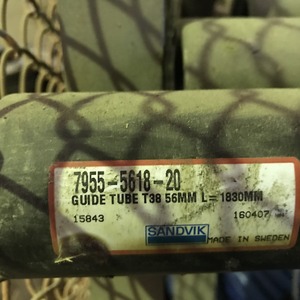 7955-5618-20
GUIDE TUBE T38 56MM L= 1830MM
15843 160407
SANDVIK MADE IN SWEDEN